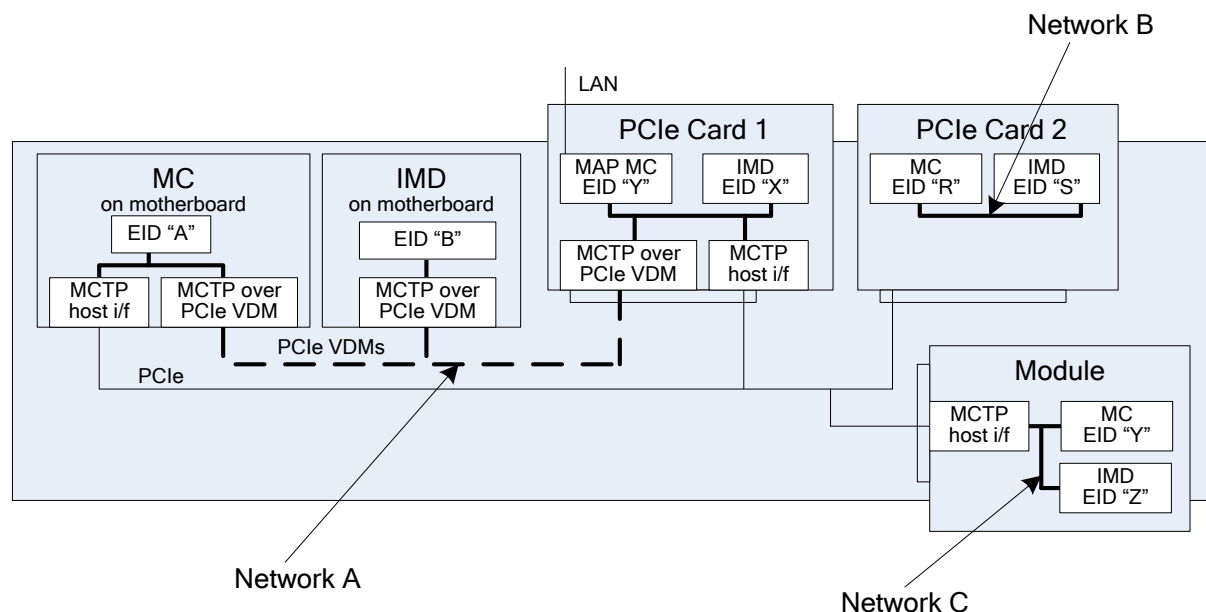 Network B
LAN
PCIe Card 1
MAP MC
EID “Y”
IMD
EID “X”
MCTP over
PCIe VDM
MCTP
host i/f
PCIe Card 2
MC
EID “R”
IMD
EID “S”
MC
on motherboard
EID “A”
MCTP
host i/f
MCTP over
PCIe VDM
IMD
on motherboard
EID “B”
MCTP over
PCIe VDM
PCIe VDMs
PCIe
Module
MCTP
host i/f
MC
EID “Y”
IMD
EID “Z”
Network A
Network C